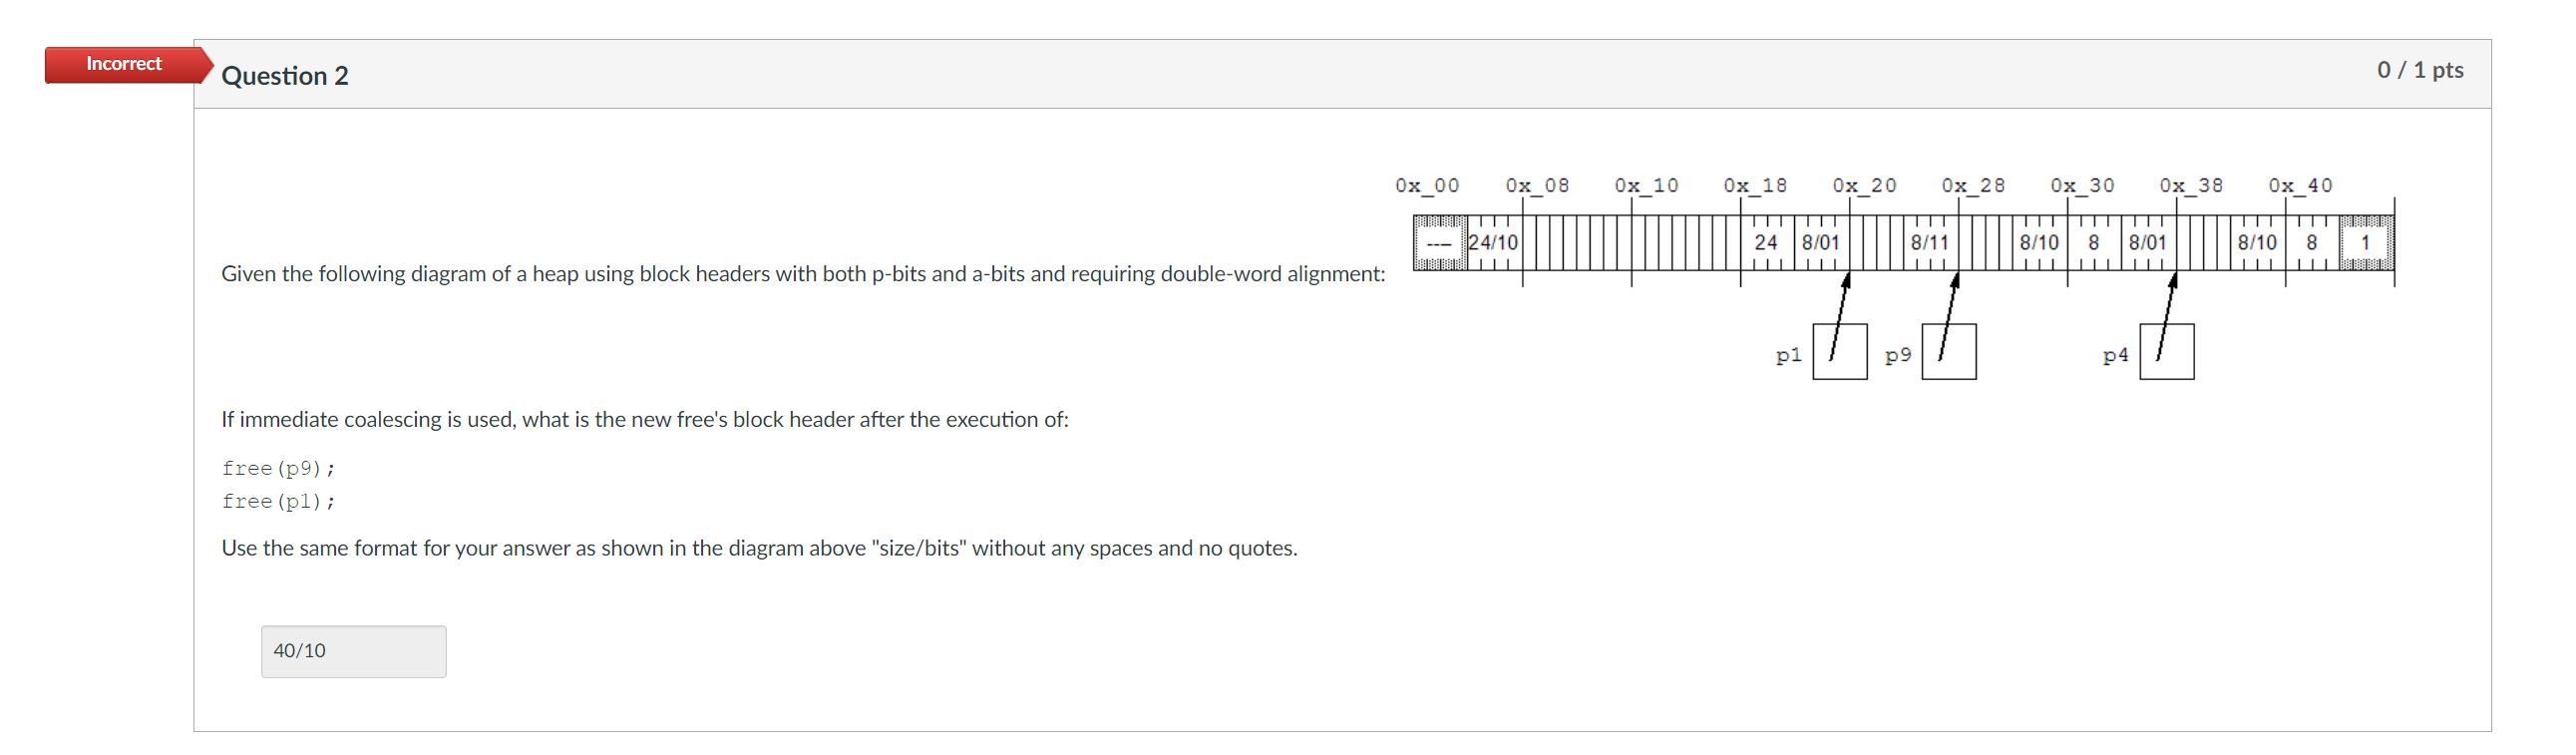 Incorrect
Question 2
0 / 1 pts
0x_00 0x_08 0x_10 0x_18 0x_20 0x_28 0x_30 0x_38 0x_40
--- 24/10 24 8/01 8/11 8/10 8 8/01 8/10 8 1
Given the following diagram of a heap using block headers with both p-bits and a-bits and requiring double-word alignment:
p1 p9 p4
If immediate coalescing is used, what is the new free's block header after the execution of:
free(p9);
free(p1);
Use the same format for your answer as shown in the diagram above "size/bits" without any spaces and no quotes.
40/10